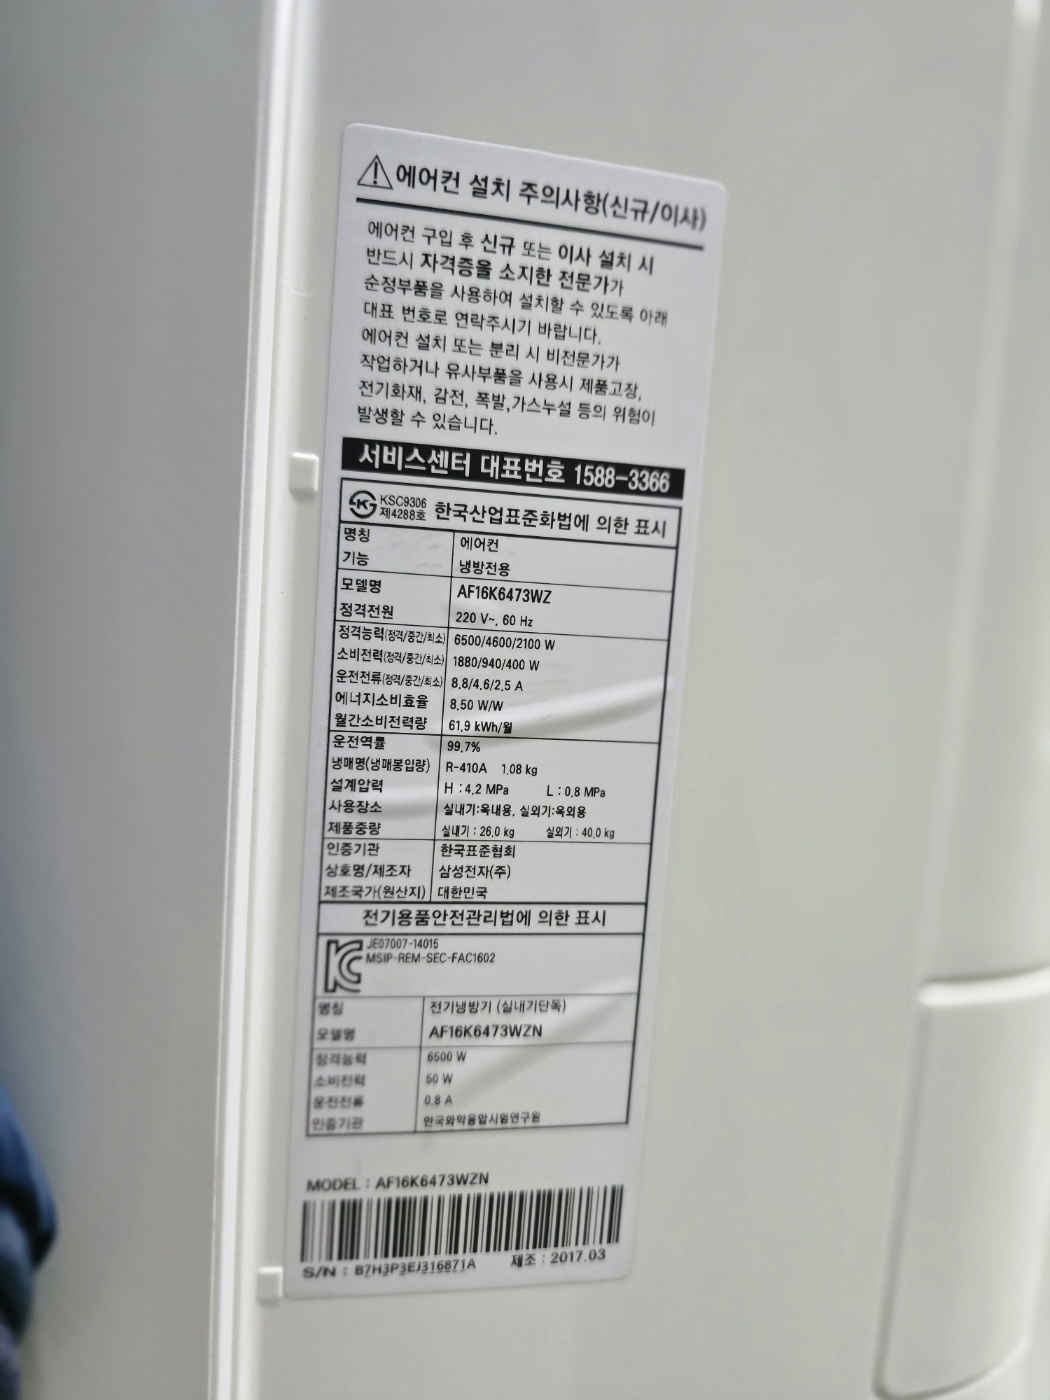 에어컨 설치 주의사항(신규/이사)
에어컨 구입 후 신규 또는 이사 설치 시
반드시 자격증을 소지한 전문가가
순정부품을 사용하여 설치할 수 있도록 아래
대표 번호로 연락주시기 바랍니다.
에어컨 설치 또는 분리 시 비전문가가
작업하거나 유사부품을 사용시 제품고장,
전기화재, 감전, 폭발,가스누설 등의 위험이
발생할 수 있습니다.
서비스센터 대표번호 1588-3366
KSC9306
제4288호 한국산업표준화법에 의한 표시
명칭 에어컨
기능 냉방전용
모델명 AF16K6473WZ
정격전원 220 V~, 60 Hz
정격능력(정격/중간/최소) 6500/4600/2100 W
소비전력(정격/중간/최소) 1880/940/400 W
운전전류(정격/중간/최소) 8.8/4.6/2.5 A
에너지소비효율 8.50 W/W
월간소비전력량 61.9 kWh/월
운전역률 99.7%
냉매명(냉매봉입량) R-410A 1.08 kg
설계압력 H : 4.2 MPa L : 0.8 MPa
사용장소 실내기:옥내용, 실외기:옥외용
제품중량 실내기 : 26.0 kg 실외기 : 40.0 kg
인증기관 한국표준협회
상호명/제조자 삼성전자(주)
제조국가(원산지) 대한민국
전기용품안전관리법에 의한 표시
JE07007-14015
MSIP-REM-SEC-FAC1602
명칭 전기냉방기 (실내기단독)
모델명 AF16K6473WZN
정격능력 6500 W
소비전력 50 W
운전전류 0.8 A
인증기관 한국화학융합시험연구원
MODEL : AF16K6473WZN
S/N : B7H3P3EJ316871A 제조 : 2017.03